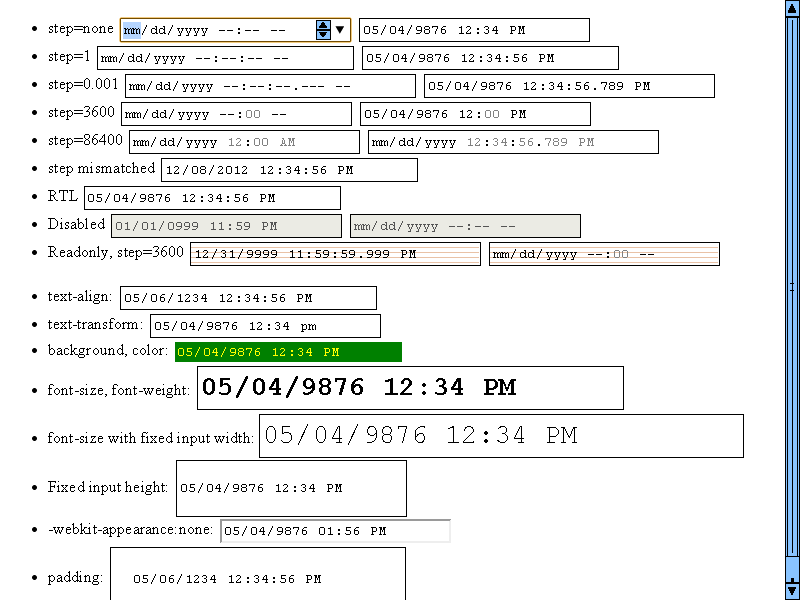 step=none mm/dd/yyyy --:-- -- 05/04/9876 12:34 PM
step=1 mm/dd/yyyy --:--:-- -- 05/04/9876 12:34:56 PM
step=0.001 mm/dd/yyyy --:--:--.--- -- 05/04/9876 12:34:56.789 PM
step=3600 mm/dd/yyyy --:00 -- 05/04/9876 12:00 PM
step=86400 mm/dd/yyyy 12:00 AM mm/dd/yyyy 12:34:56.789 PM
step mismatched 12/08/2012 12:34:56 PM
RTL 05/04/9876 12:34:56 PM
Disabled 01/01/0999 11:59 PM mm/dd/yyyy --:-- --
Readonly, step=3600 12/31/9999 11:59:59.999 PM mm/dd/yyyy --:00 --
text-align: 05/06/1234 12:34:56 PM
text-transform: 05/04/9876 12:34 pm
background, color: 05/04/9876 12:34 PM
font-size, font-weight: 05/04/9876 12:34 PM
font-size with fixed input width: 05/04/9876 12:34 PM
Fixed input height: 05/04/9876 12:34 PM
-webkit-appearance:none: 05/04/9876 01:56 PM
padding: 05/06/1234 12:34:56 PM